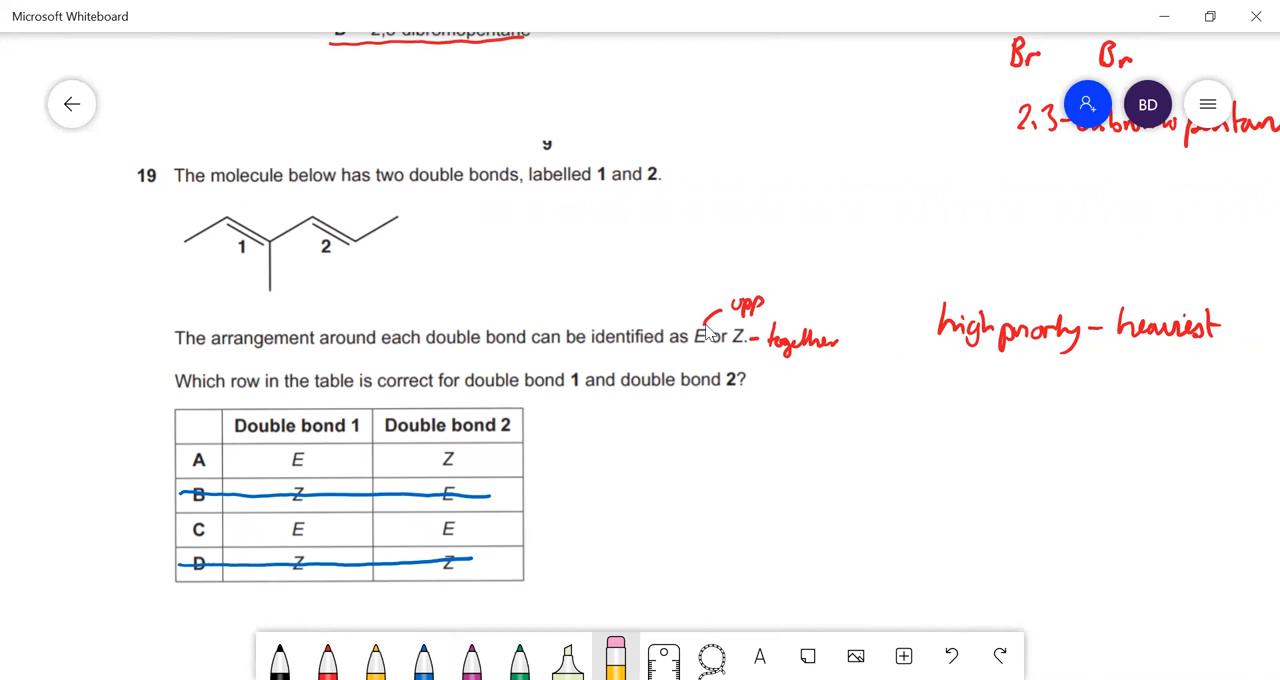 Microsoft Whiteboard
Br Br
BD
2,3-
9
19 The molecule below has two double bonds, labelled 1 and 2.
1 2
upp
The arrangement around each double bond can be identified as E or Z. - together
high priority - heaviest
Which row in the table is correct for double bond 1 and double bond 2?
Double bond 1 Double bond 2
A E Z
B Z E
C E E
D Z Z
A